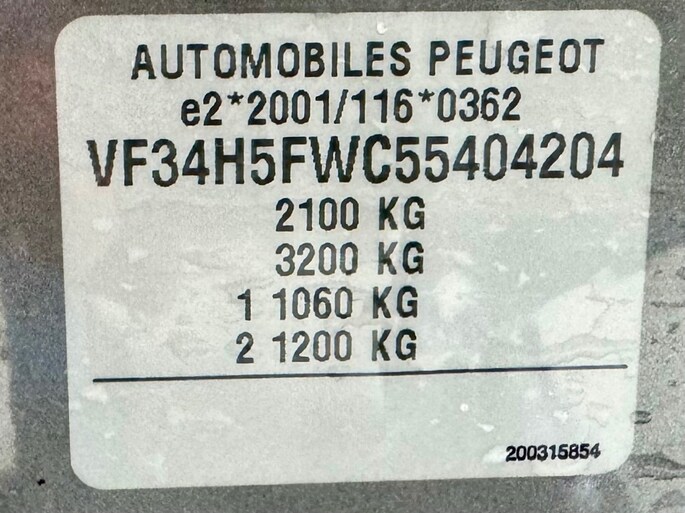 AUTOMOBILES PEUGEOT
e2*2001/116*0362
VF34H5FWC55404204
2100 KG
3200 KG
1 1060 KG
2 1200 KG
200315854